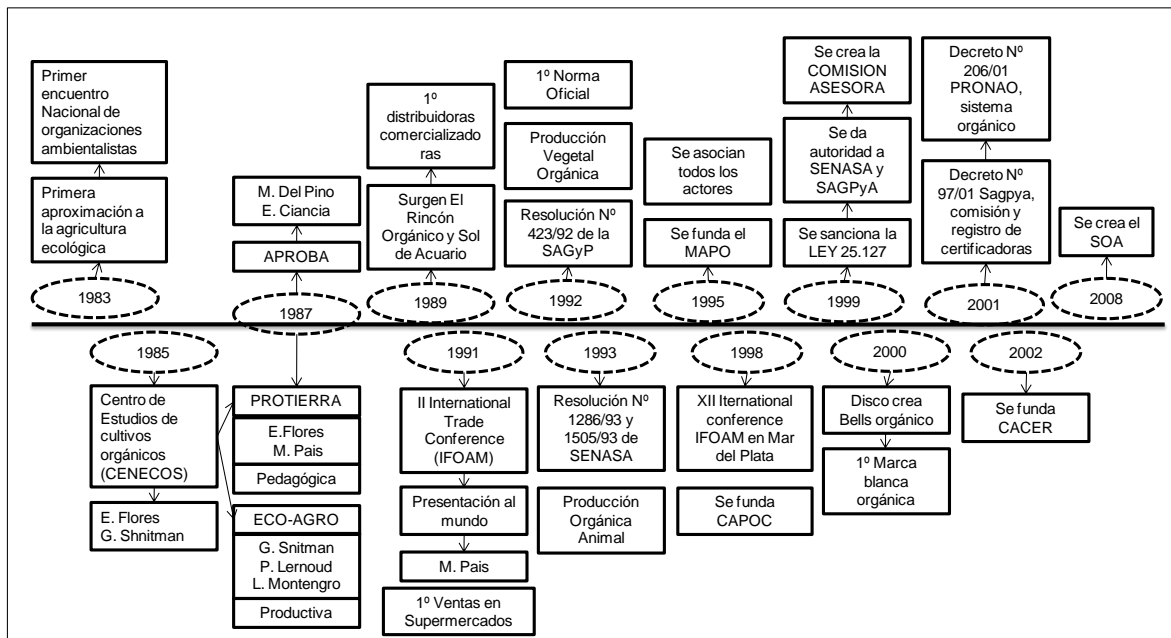 Primer
encuentro
Nacional de
organizaciones
ambientalistas
Primera
aproximación a
la agricultura
ecológica
1983
M. Del Pino
E. Ciancia
APROBA
1987
1º
distribuidoras
comercializado
ras
Surgen El
Rincón
Orgánico y Sol
de Acuario
1989
1º Norma
Oficial
Producción
Vegetal
Orgánica
Resolución Nº
423/92 de la
SAGyP
1992
Se asocian
todos los
actores
Se funda el
MAPO
1995
Se crea la
COMISION
ASESORA
Se da
autoridad a
SENASA y
SAGPyA
Se sanciona la
LEY 25.127
1999
Decreto Nº
206/01
PRONAO,
sistema
orgánico
Decreto Nº
97/01 Sagpya,
comisión y
registro de
certificadoras
2001
Se crea el
SOA
2008
1985
Centro de
Estudios de
cultivos
orgánicos
(CENECOS)
E. Flores
G. Shnitman
PROTIERRA
E.Flores
M. Pais
Pedagógica
ECO-AGRO
G. Snitman
P. Lernoud
L. Montengro
Productiva
1991
II International
Trade
Conference
(IFOAM)
Presentación al
mundo
M. Pais
1º Ventas en
Supermercados
1993
Resolución Nº
1286/93 y
1505/93 de
SENASA
Producción
Orgánica
Animal
1998
XII Iternational
conference
IFOAM en Mar
del Plata
Se funda
CAPOC
2000
Disco crea
Bells orgánico
1º Marca
blanca
orgánica
2002
Se funda
CACER